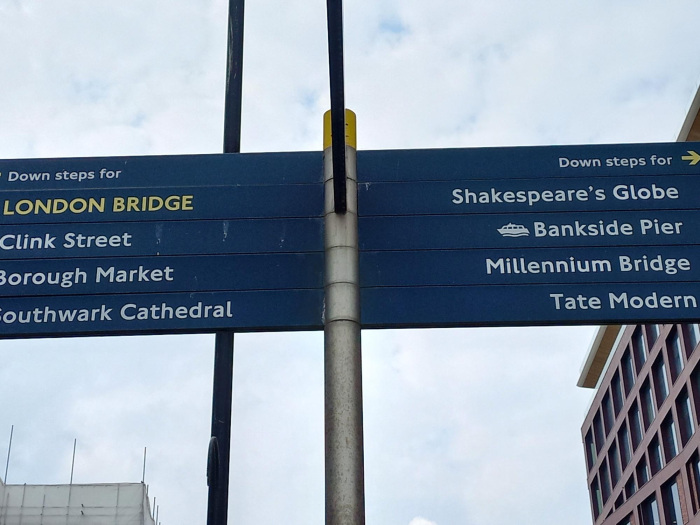 Down steps for
LONDON BRIDGE
Clink Street
Borough Market
Southwark Cathedral
Down steps for
Shakespeare's Globe
Bankside Pier
Millennium Bridge
Tate Modern